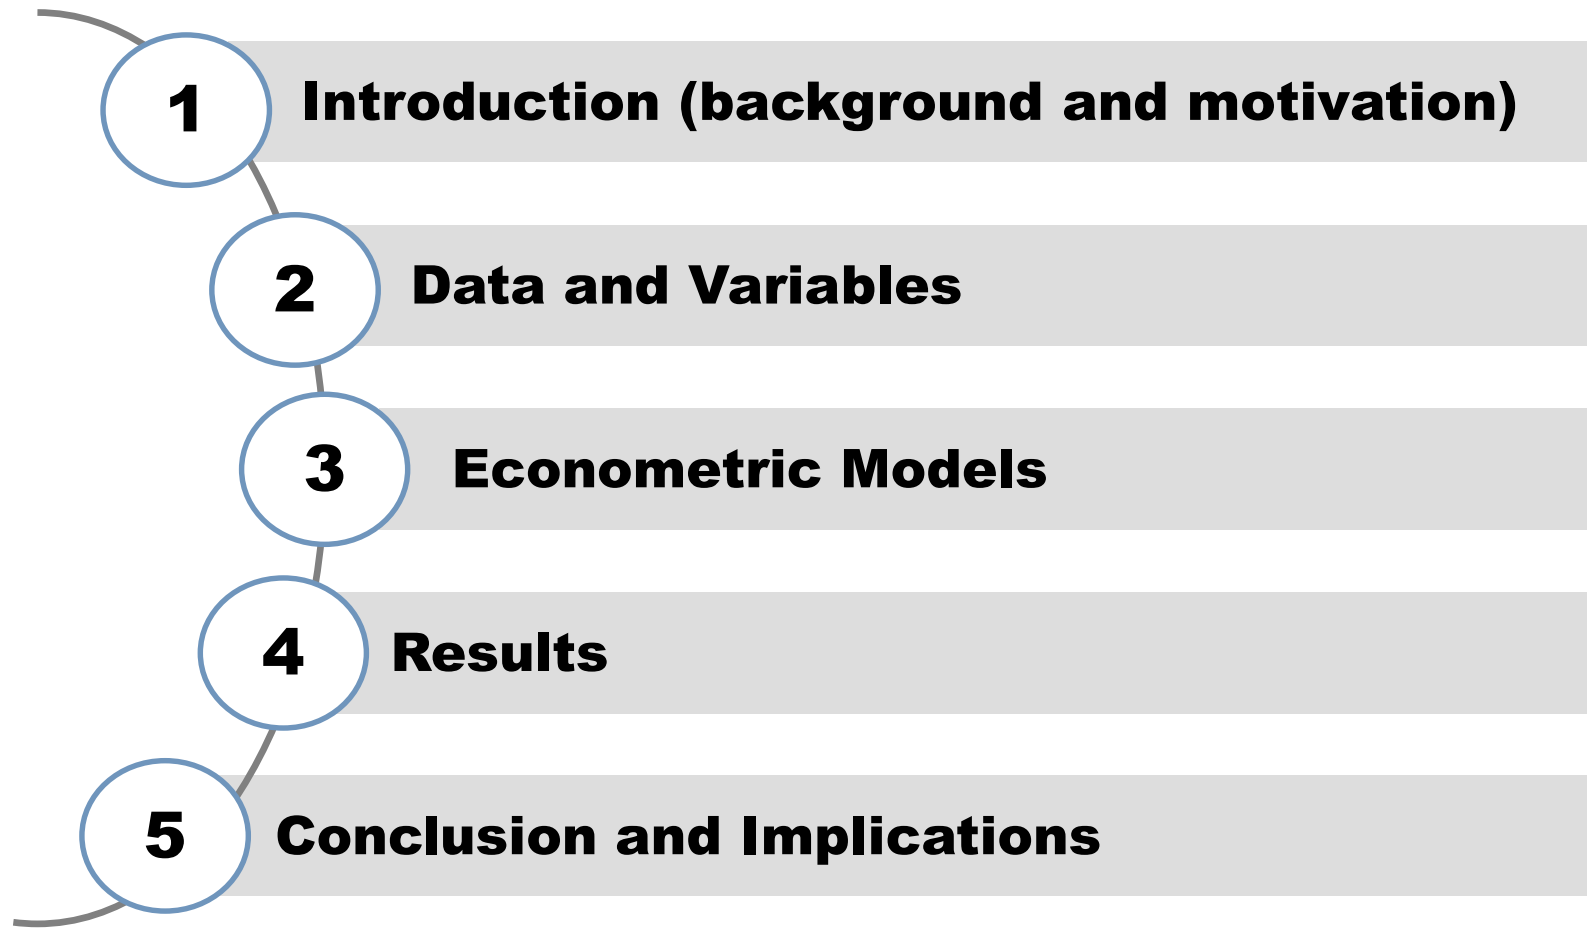 1 Introduction (background and motivation)
2 Data and Variables
3 Econometric Models
4 Results
5 Conclusion and Implications